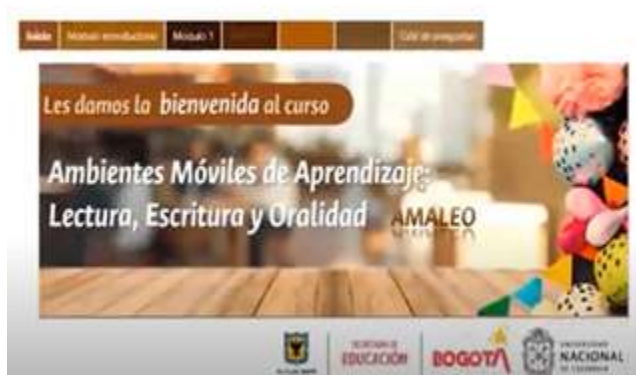 Inicio
Módulo introductorio
Módulo 1
Café de preguntas
Les damos la bienvenida al curso
Ambientes Móviles de Aprendizaje:
Lectura, Escritura y Oralidad AMALEO
SECRETARÍA DE
EDUCACIÓN
BOGOTÁ
UNIVERSIDAD
NACIONAL
DE COLOMBIA